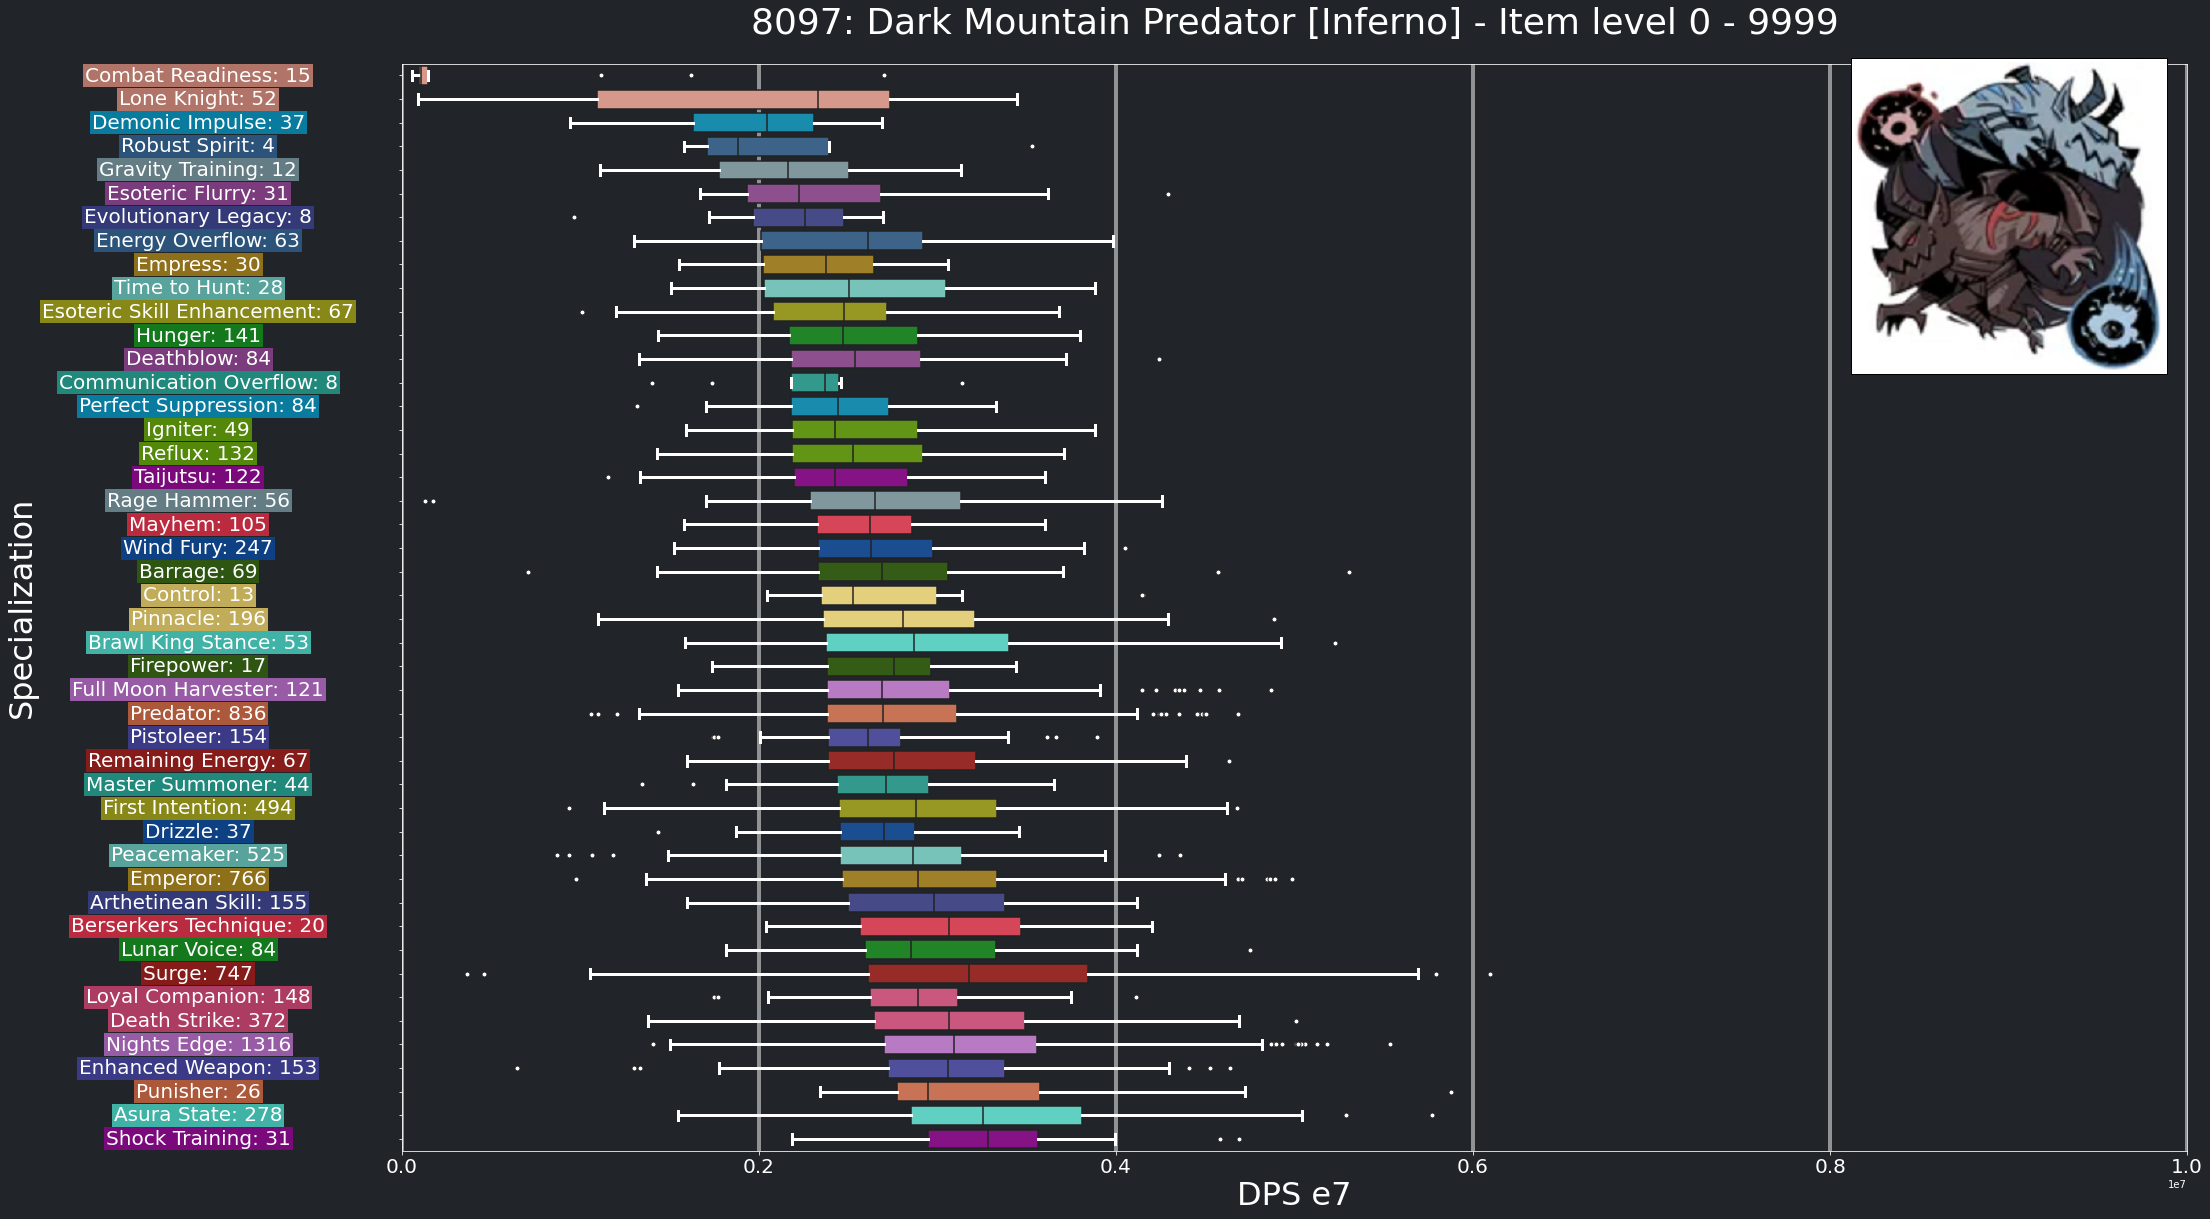 8097: Dark Mountain Predator [Inferno] - Item level 0 - 9999
Combat Readiness: 15
Lone Knight: 52
Demonic Impulse: 37
Robust Spirit: 4
Gravity Training: 12
Esoteric Flurry: 31
Evolutionary Legacy: 8
Energy Overflow: 63
Empress: 30
Time to Hunt: 28
Esoteric Skill Enhancement: 67
Hunger: 141
Deathblow: 84
Communication Overflow: 8
Perfect Suppression: 84
Igniter: 49
Reflux: 132
Taijutsu: 122
Rage Hammer: 56
Mayhem: 105
Wind Fury: 247
Barrage: 69
Control: 13
Pinnacle: 196
Brawl King Stance: 53
Firepower: 17
Full Moon Harvester: 121
Predator: 836
Pistoleer: 154
Remaining Energy: 67
Master Summoner: 44
First Intention: 494
Drizzle: 37
Peacemaker: 525
Emperor: 766
Arthetinean Skill: 155
Berserkers Technique: 20
Lunar Voice: 84
Surge: 747
Loyal Companion: 148
Death Strike: 372
Nights Edge: 1316
Enhanced Weapon: 153
Punisher: 26
Asura State: 278
Shock Training: 31
Specialization
0.0 0.2 0.4 0.6 0.8 1.0
1e7
DPS e7